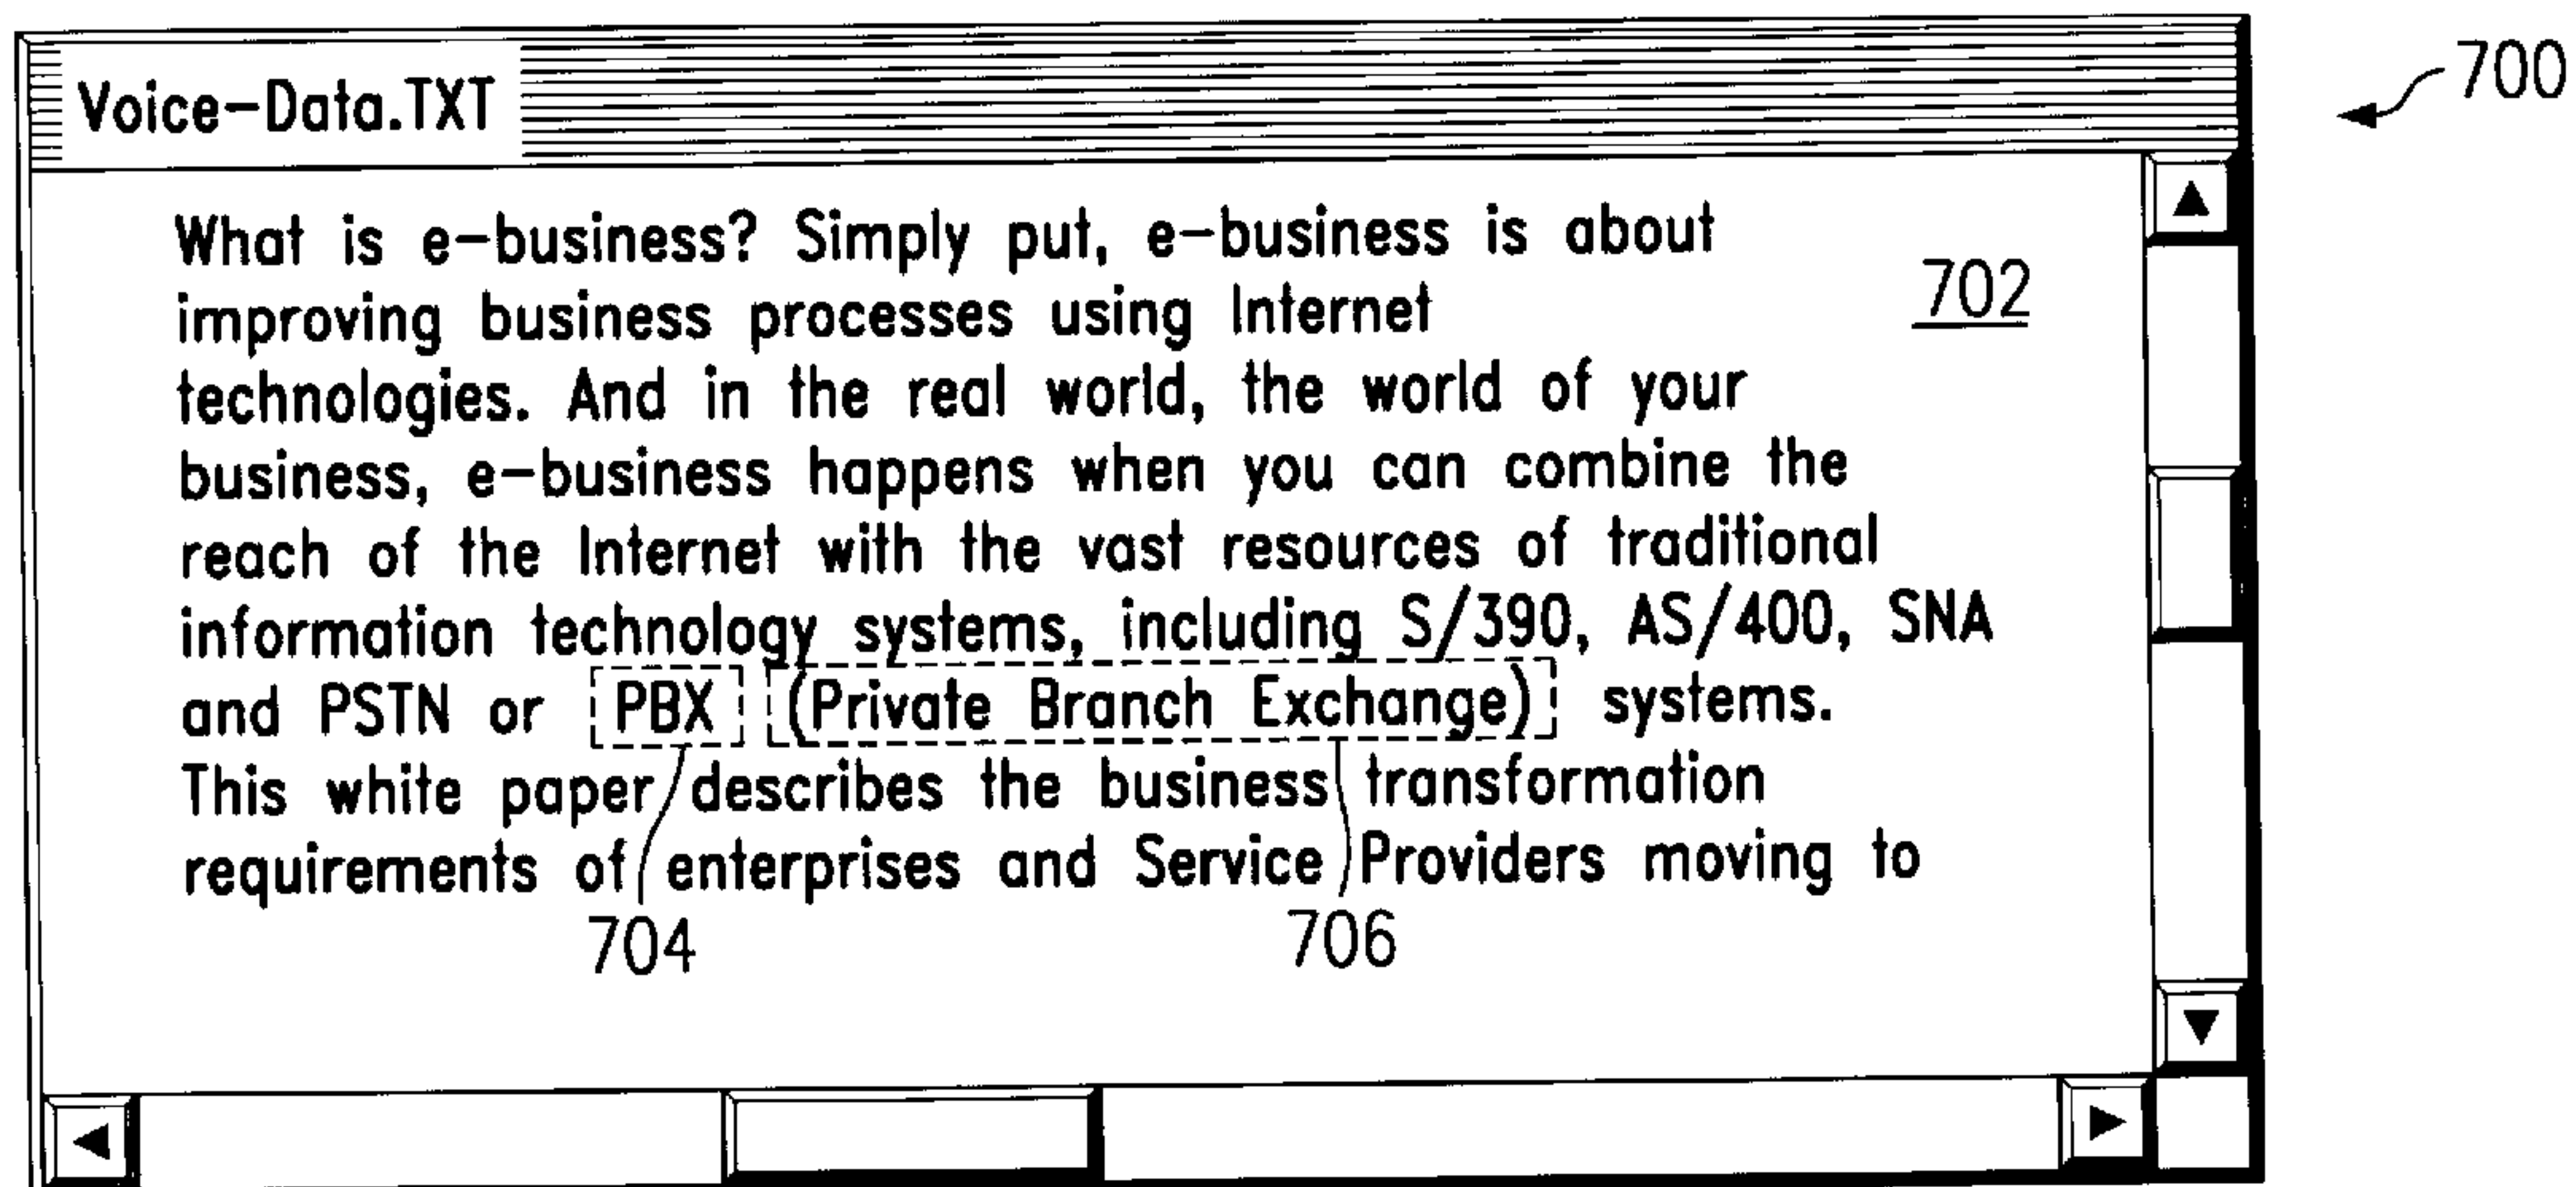 Voice-Data.TXT
700
What is e-business? Simply put, e-business is about
702
improving business processes using Internet
technologies. And in the real world, the world of your
business, e-business happens when you can combine the
reach of the Internet with the vast resources of traditional
information technology systems, including S/390, AS/400, SNA
and PSTN or PBX (Private Branch Exchange) systems.
This white paper describes the business transformation
requirements of enterprises and Service Providers moving to
704
706